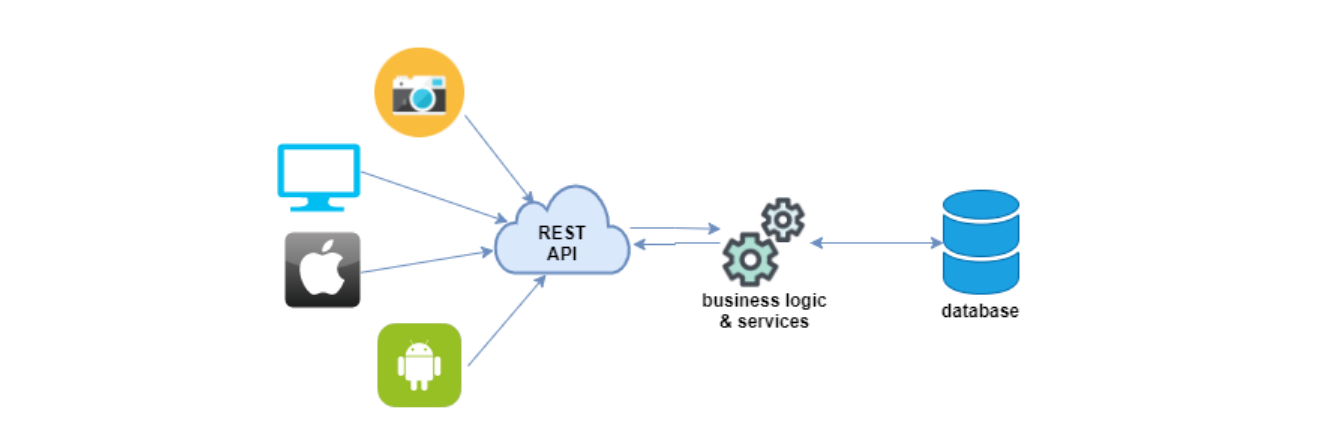 REST
API
business logic
& services
database